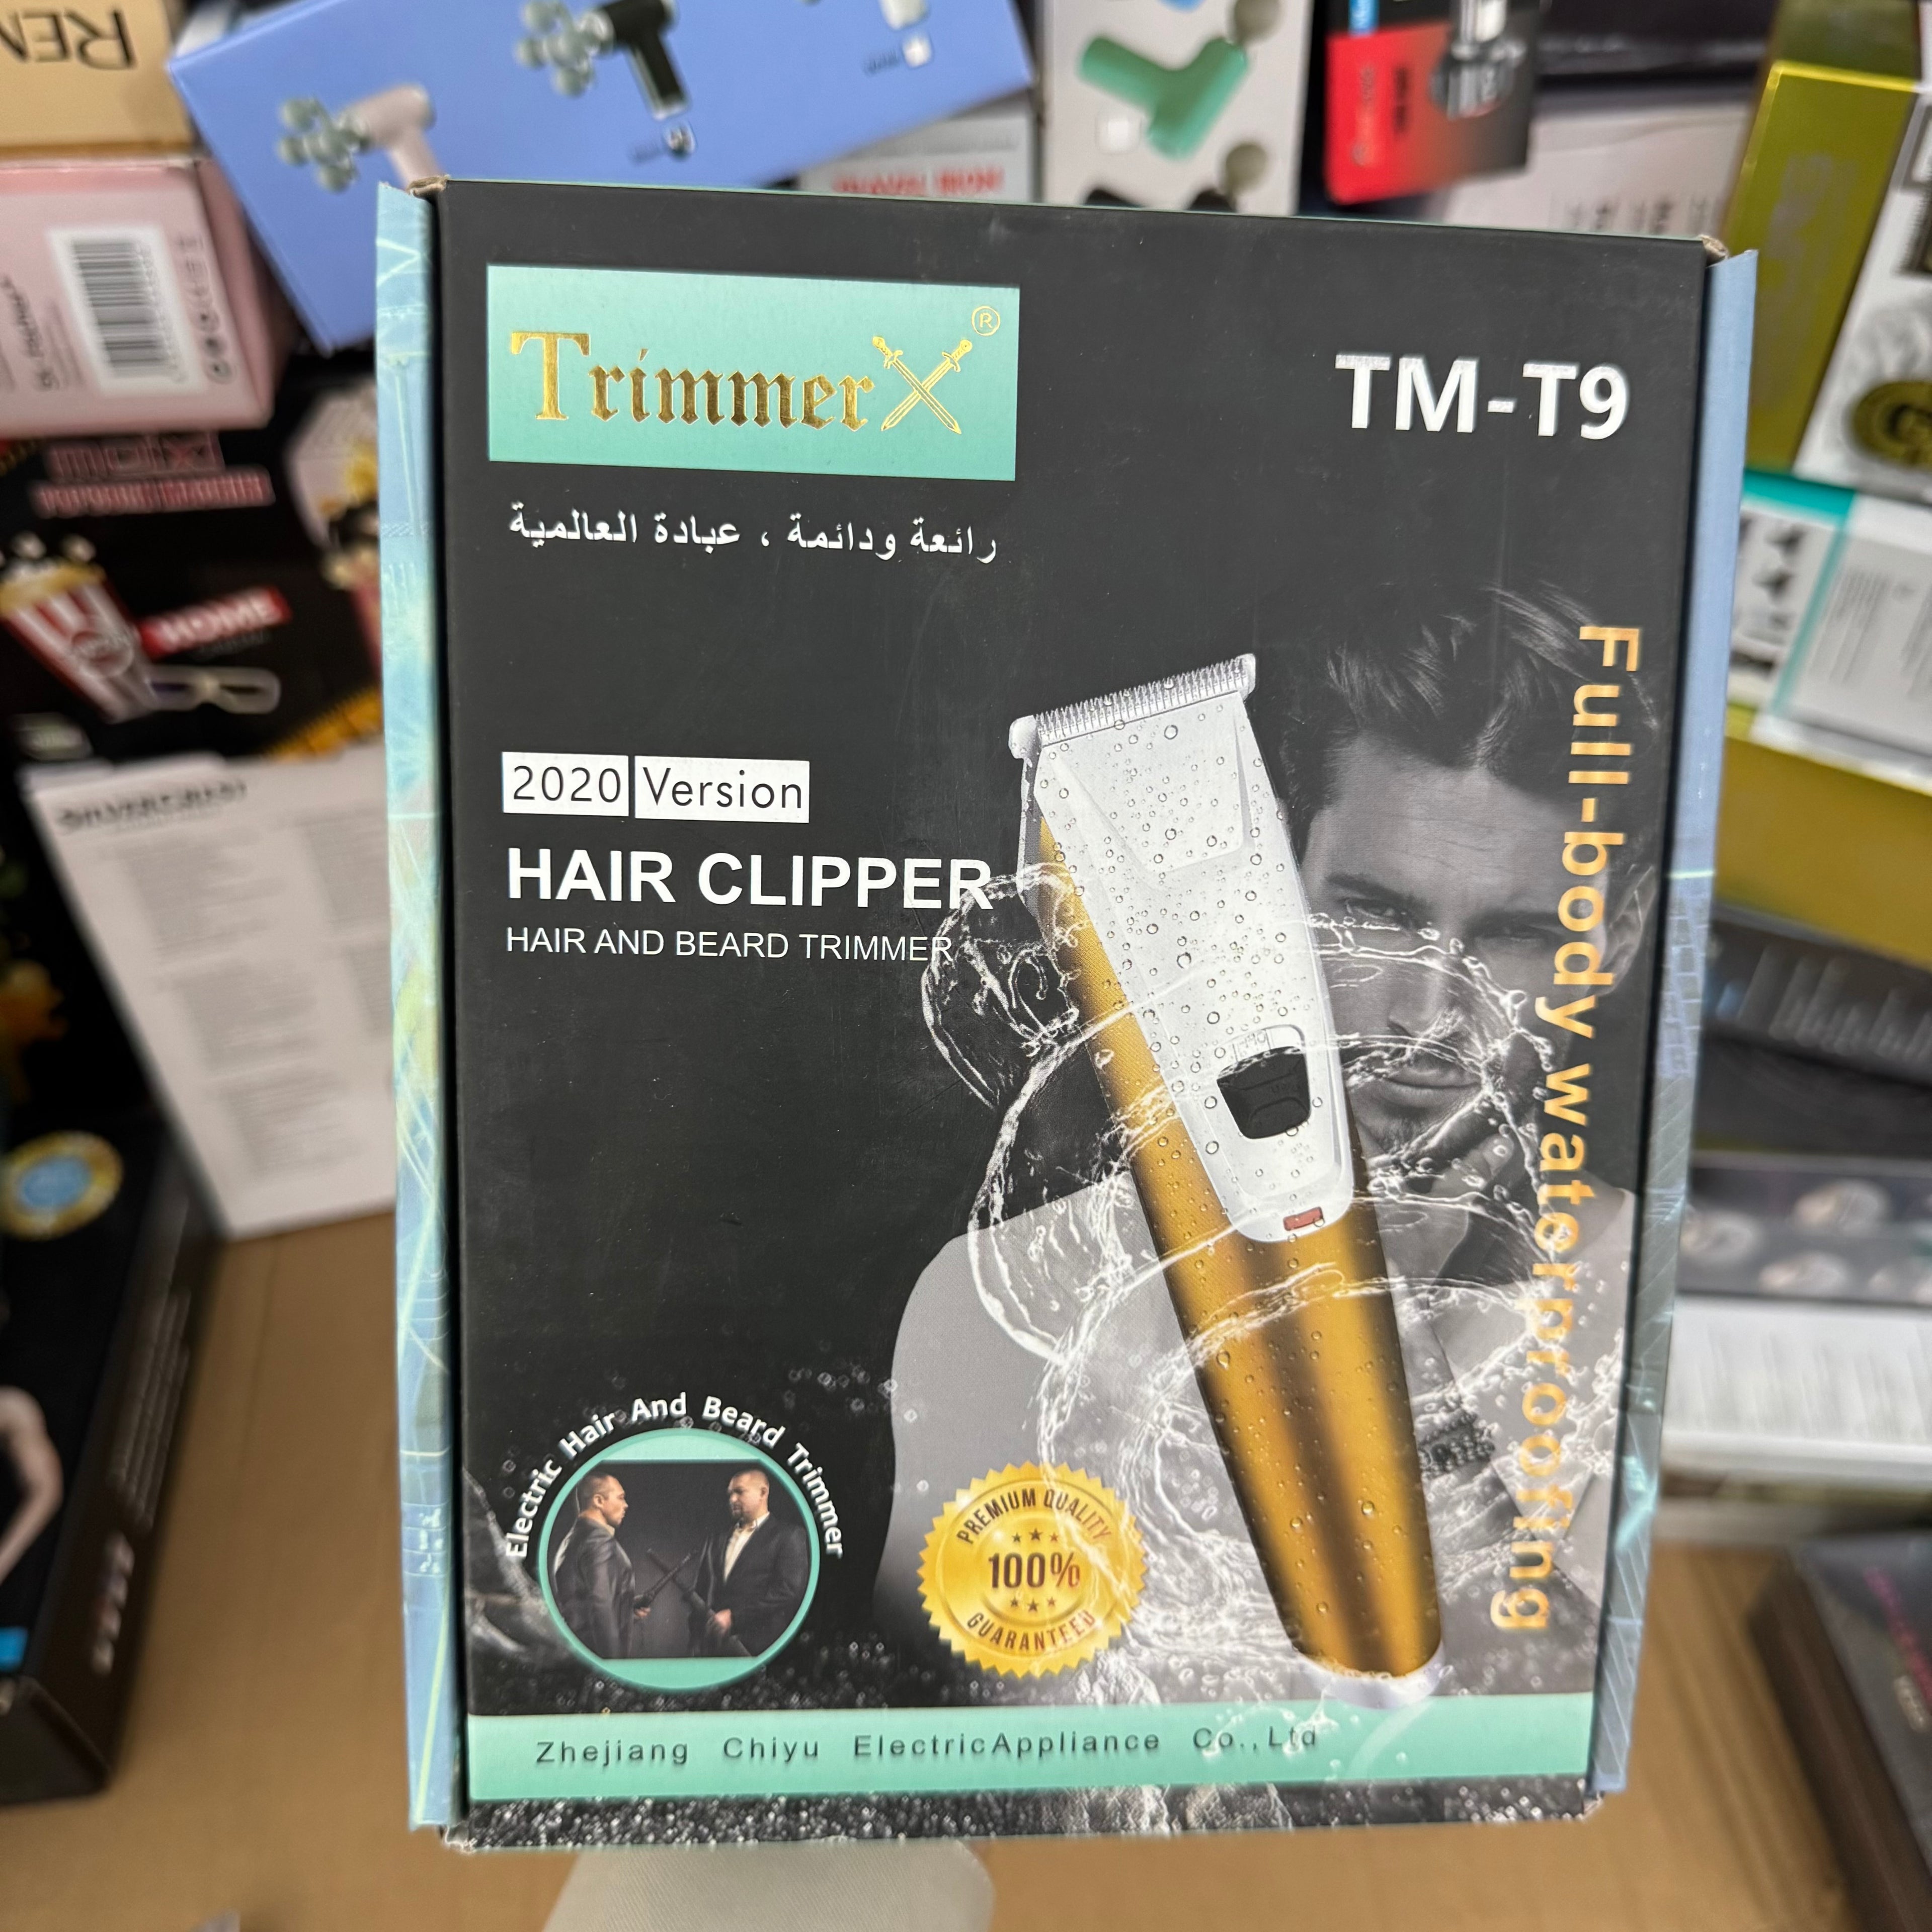 TrimmerX®
TM-T9
رائعة ودائمة ، عبادة العالمية
2020 Version
HAIR CLIPPER
HAIR AND BEARD TRIMMER
Full-body waterproofing
Electric Hair And Beard Trimmer
PREMIUM QUALITY
100%
GUARANTEED
Zhejiang Chiyu ElectricAppliance Co.,Ltd
HOME